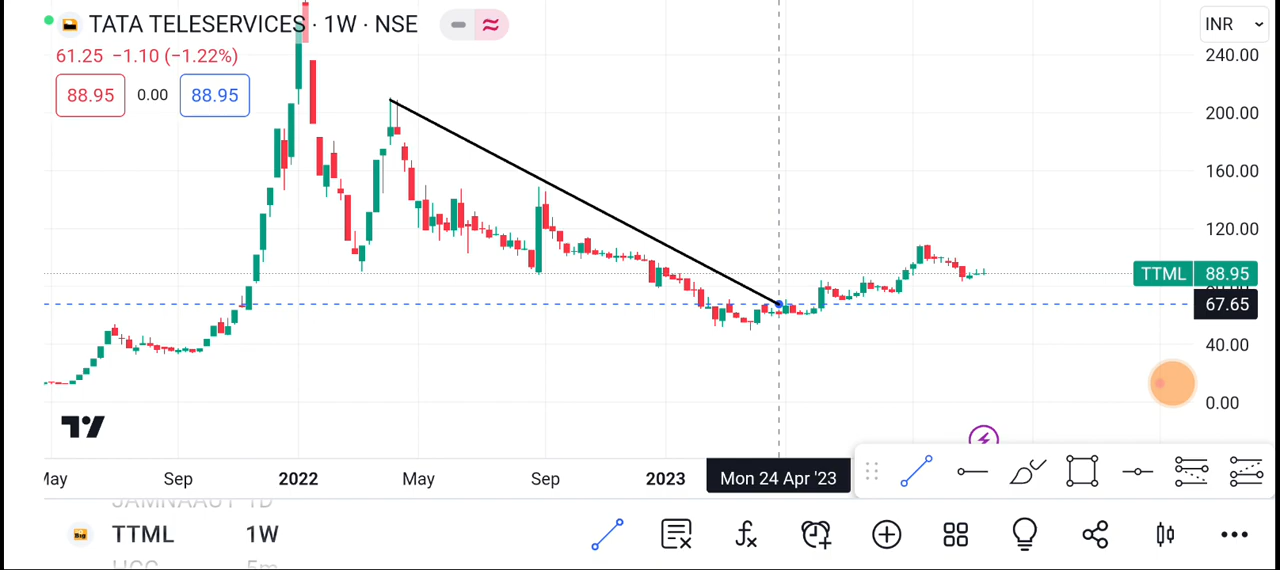 TATA TELESERVICES · 1W · NSE
INR
61.25 −1.10 (−1.22%)
88.95 0.00 88.95
240.00
200.00
160.00
120.00
TTML 88.95
67.65
40.00
0.00
May Sep 2022 May Sep 2023 Mon 24 Apr '23
TTML 1W